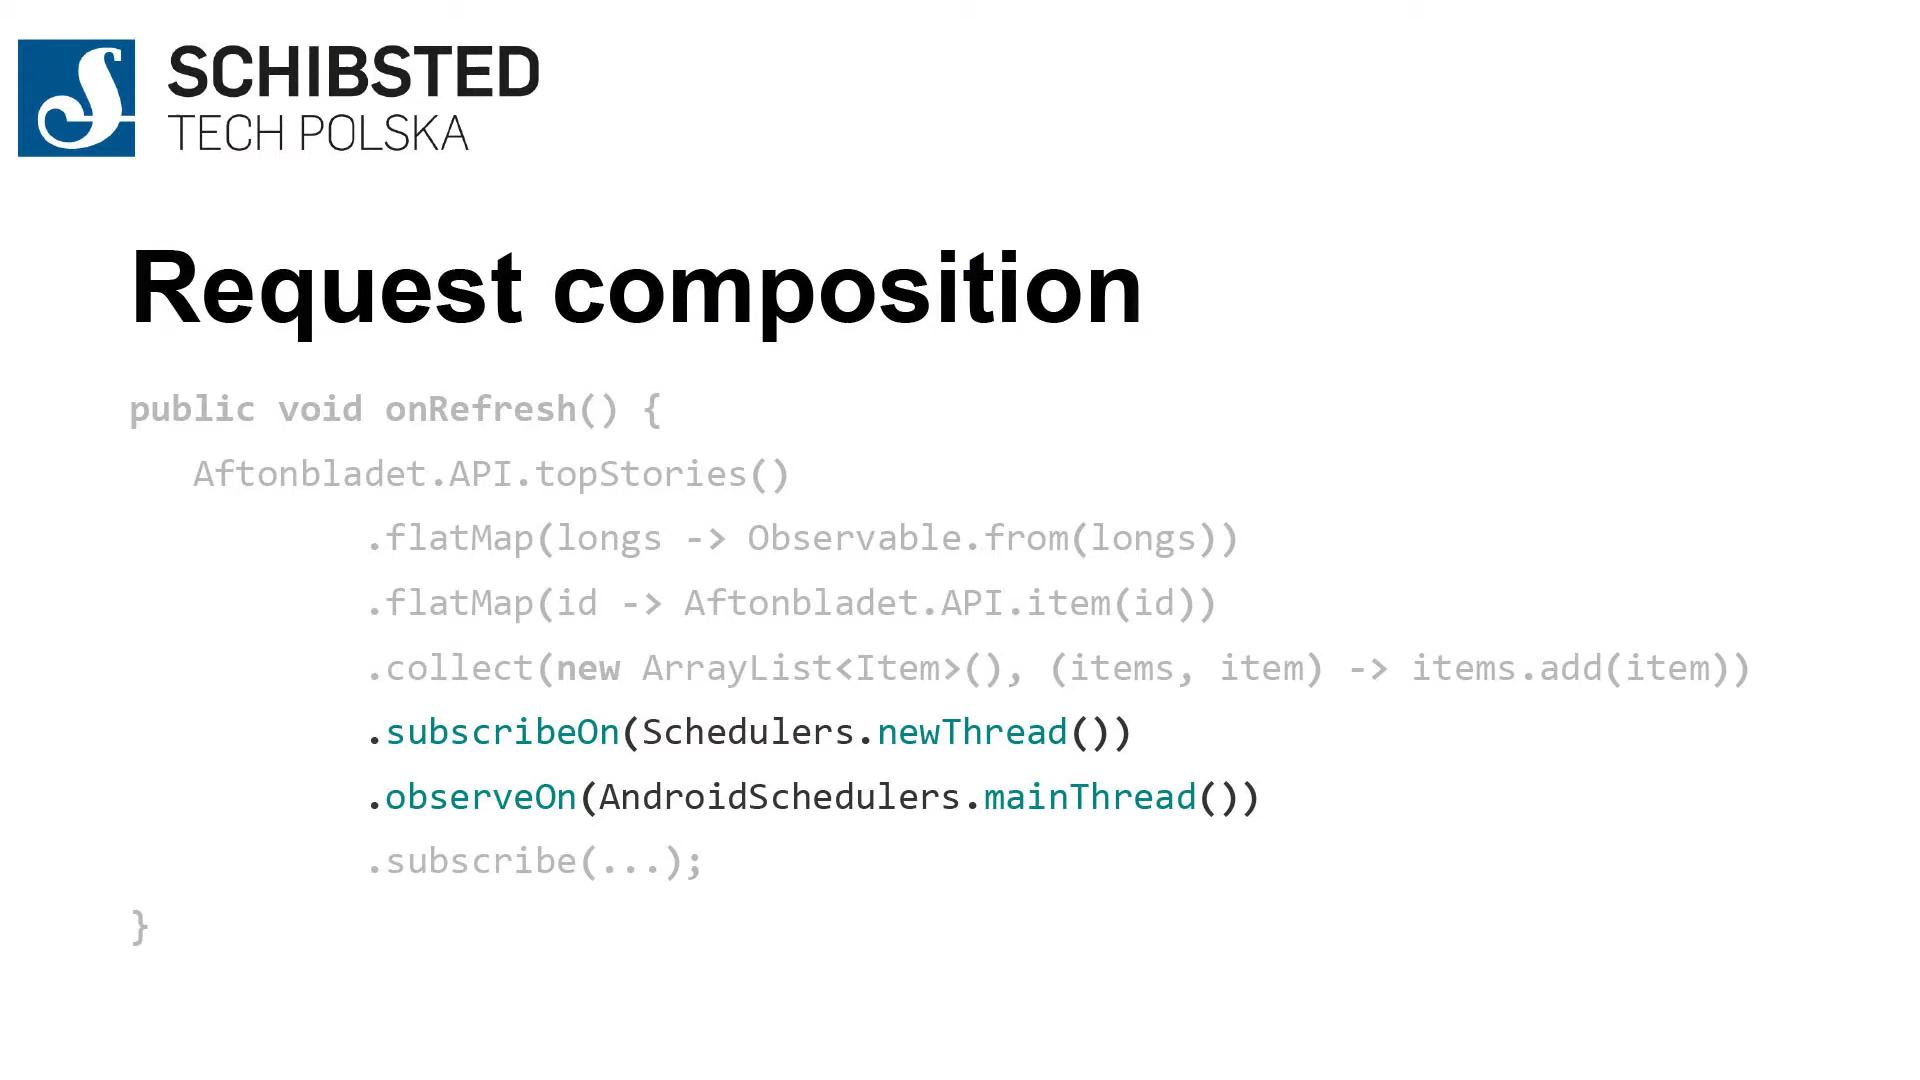 SCHIBSTED
TECH POLSKA
Request composition
public void onRefresh() {
Aftonbladet.API.topStories()
.flatMap(longs -> Observable.from(longs))
.flatMap(id -> Aftonbladet.API.item(id))
.collect(new ArrayList<Item>(), (items, item) -> items.add(item))
.subscribeOn(Schedulers.newThread())
.observeOn(AndroidSchedulers.mainThread())
.subscribe(...);
}